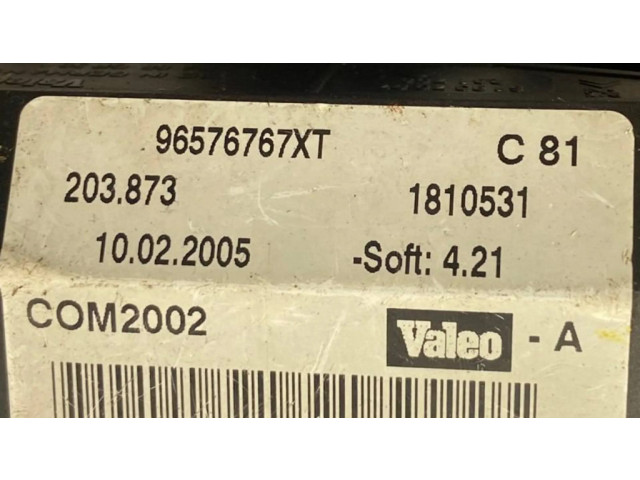 96576767XT C 81
203.873 1810531
10.02.2005 -Soft: 4.21
COM2002 Valeo - A